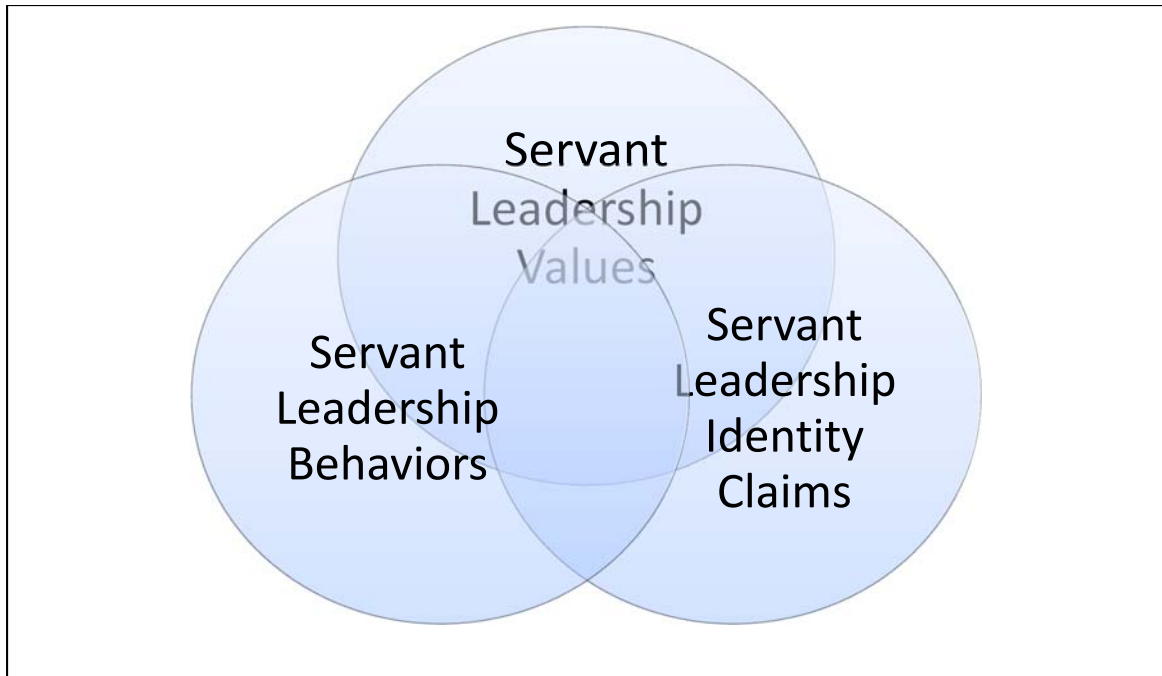 Servant
Leadership
Values
Servant
Leadership
Behaviors
Servant
Leadership
Identity
Claims